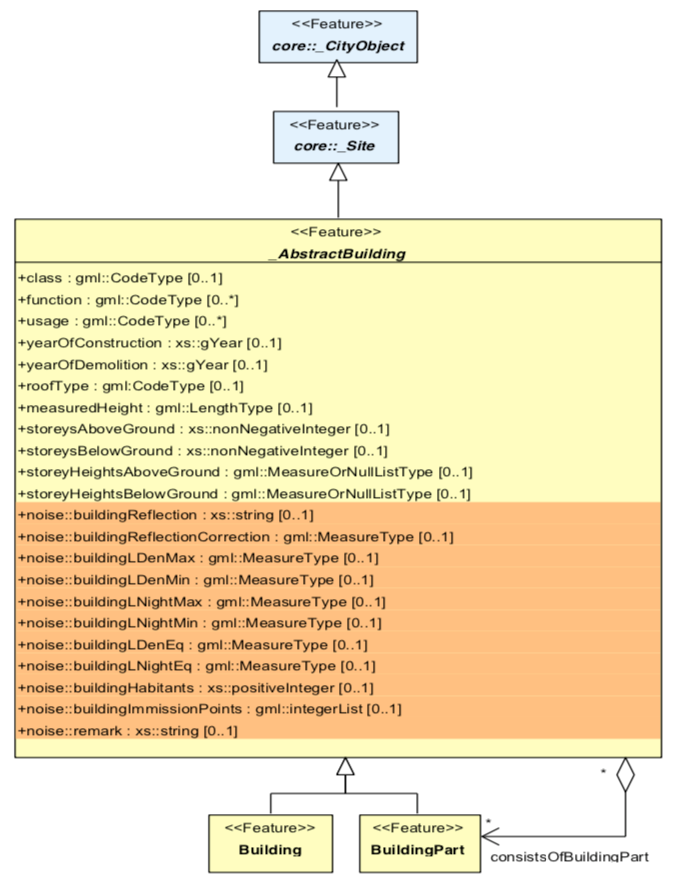 <<Feature>>
core::_CityObject
<<Feature>>
core::_Site
<<Feature>>
_AbstractBuilding
+class : gml::CodeType [0..1]
+function : gml::CodeType [0..*]
+usage : gml::CodeType [0..*]
+yearOfConstruction : xs::gYear [0..1]
+yearOfDemolition : xs::gYear [0..1]
+roofType : gml:CodeType [0..1]
+measuredHeight : gml::LengthType [0..1]
+storeysAboveGround : xs::nonNegativeInteger [0..1]
+storeysBelowGround : xs::nonNegativeInteger [0..1]
+storeyHeightsAboveGround : gml::MeasureOrNullListType [0..1]
+storeyHeightsBelowGround : gml::MeasureOrNullListType [0..1]
+noise::buildingReflection : xs::string [0..1]
+noise::buildingReflectionCorrection : gml::MeasureType [0..1]
+noise::buildingLDenMax : gml::MeasureType [0..1]
+noise::buildingLDenMin : gml::MeasureType [0..1]
+noise::buildingLNightMax : gml::MeasureType [0..1]
+noise::buildingLNightMin : gml::MeasureType [0..1]
+noise::buildingLDenEq : gml::MeasureType [0..1]
+noise::buildingLNightEq : gml::MeasureType [0..1]
+noise::buildingHabitants : xs::positiveInteger [0..1]
+noise::buildingImmissionPoints : gml::integerList [0..1]
+noise::remark : xs::string [0..1]
*
<<Feature>>
Building
<<Feature>>
BuildingPart
*
consistsOfBuildingPart